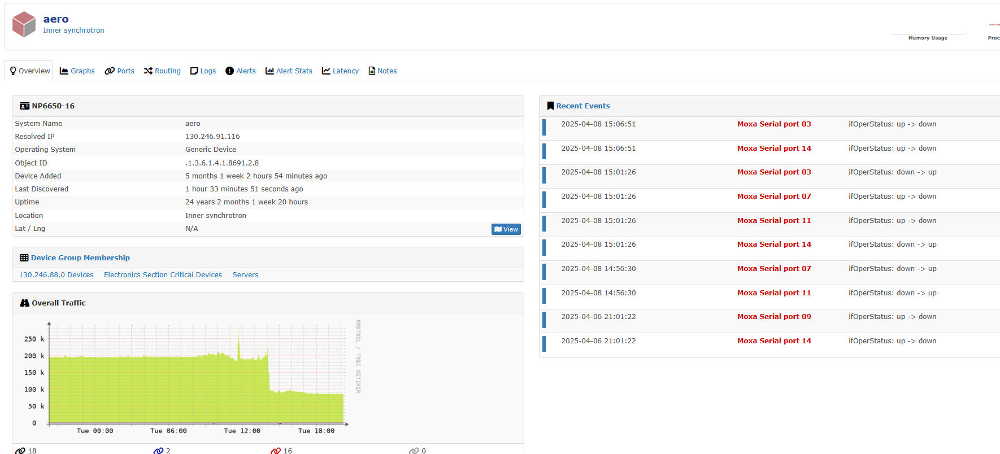 aero
Inner synchrotron
Memory Usage
Proc
Overview Graphs Ports Routing Logs Alerts Alert Stats Latency Notes
NP6650-16
System Name aero
Resolved IP 130.246.91.116
Operating System Generic Device
Object ID .1.3.6.1.4.1.8691.2.8
Device Added 5 months 1 week 2 hours 54 minutes ago
Last Discovered 1 hour 33 minutes 51 seconds ago
Uptime 24 years 2 months 1 week 20 hours
Location Inner synchrotron
Lat / Lng N/A View
Device Group Membership
130.246.88.0 Devices Electronics Section Critical Devices Servers
Overall Traffic
250 k
200 k
150 k
100 k
50 k
0
Tue 00:00 Tue 06:00 Tue 12:00 Tue 18:00
RRDTOOL / TOBI OETIKER
18 2 16 0
Recent Events
2025-04-08 15:06:51 Moxa Serial port 03 ifOperStatus: up -> down
2025-04-08 15:06:51 Moxa Serial port 14 ifOperStatus: up -> down
2025-04-08 15:01:26 Moxa Serial port 03 ifOperStatus: down -> up
2025-04-08 15:01:26 Moxa Serial port 07 ifOperStatus: up -> down
2025-04-08 15:01:26 Moxa Serial port 11 ifOperStatus: up -> down
2025-04-08 15:01:26 Moxa Serial port 14 ifOperStatus: down -> up
2025-04-08 14:56:30 Moxa Serial port 07 ifOperStatus: down -> up
2025-04-08 14:56:30 Moxa Serial port 11 ifOperStatus: down -> up
2025-04-06 21:01:22 Moxa Serial port 09 ifOperStatus: up -> down
2025-04-06 21:01:22 Moxa Serial port 14 ifOperStatus: up -> down